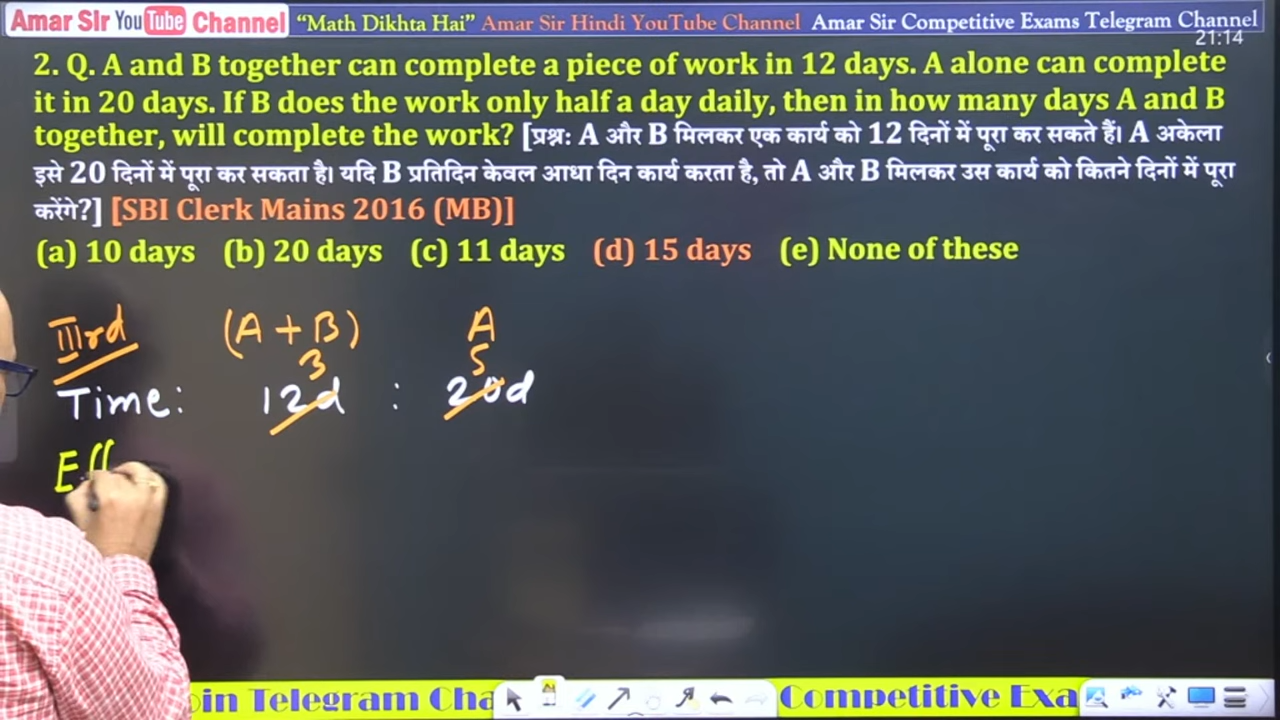 Amar SIr YouTube Channel “Math Dikhta Hai” Amar Sir Hindi YouTube Channel Amar Sir Competitive Exams Telegram Channel
21:14
2. Q. A and B together can complete a piece of work in 12 days. A alone can complete
it in 20 days. If B does the work only half a day daily, then in how many days A and B
together, will complete the work? [प्रश्न: A और B मिलकर एक कार्य को 12 दिनों में पूरा कर सकते हैं। A अकेला
इसे 20 दिनों में पूरा कर सकता है। यदि B प्रतिदिन केवल आधा दिन कार्य करता है, तो A और B मिलकर उस कार्य को कितने दिनों में पूरा
करेंगे?] [SBI Clerk Mains 2016 (MB)]
(a) 10 days (b) 20 days (c) 11 days (d) 15 days (e) None of these
IIIrd (A + B) A
3 5
Time: 12d : 20d
Eff
oin Telegram Cha Competitive Exa